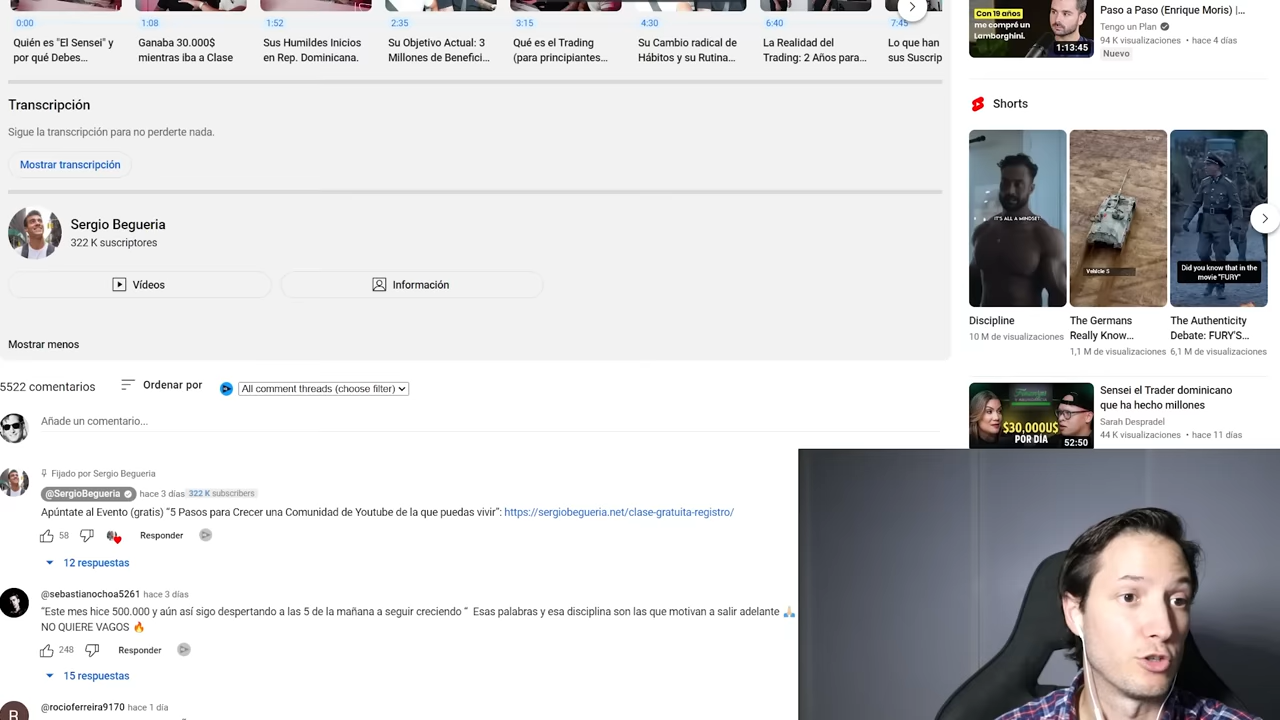 0:00
1:08
1:52
2:35
3:15
4:30
6:40
7:45
Quién es "El Sensei" y
por qué Debes...
Ganaba 30.000$
mientras iba a Clase
Sus Humildes Inicios
en Rep. Dominicana.
Su Objetivo Actual: 3
Millones de Benefici...
Qué es el Trading
(para principiantes...
Su Cambio radical de
Hábitos y su Rutina...
La Realidad del
Trading: 2 Años para...
Lo que han
sus Suscrip
Transcripción
Sigue la transcripción para no perderte nada.
Mostrar transcripción
Sergio Begueria
322 K suscriptores
Vídeos
Información
Mostrar menos
5522 comentarios
Ordenar por
All comment threads (choose filter)
Añade un comentario...
Fijado por Sergio Begueria
@SergioBegueria hace 3 días 322 K subscribers
Apúntate al Evento (gratis) "5 Pasos para Crecer una Comunidad de Youtube de la que puedas vivir": https://sergiobegueria.net/clase-gratuita-registro/
58 Responder
12 respuestas
@sebastianochoa5261 hace 3 días
"Este mes hice 500.000 y aún así sigo despertando a las 5 de la mañana a seguir creciendo " Esas palabras y esa disciplina son las que motivan a salir adelante 🙏
NO QUIERE VAGOS 🔥
248 Responder
15 respuestas
R
@rocioferreira9170 hace 1 día
Con 19 años
me compré un
Lamborghini.
1:13:45
Paso a Paso (Enrique Moris) |...
Tengo un Plan
94 K visualizaciones • hace 4 días
Nuevo
Shorts
IT'S ALL A MINDSET
Vehicle S
Did you know that in the
movie "FURY"
Discipline
10 M de visualizaciones
The Germans
Really Know...
1,1 M de visualizaciones
The Authenticity
Debate: FURY'S...
6,1 M de visualizaciones
$30,000U$
POR DÍA
52:50
Sensei el Trader dominicano
que ha hecho millones
Sarah Despradel
44 K visualizaciones • hace 11 días